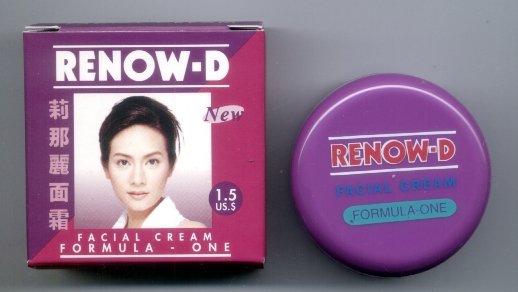 RENOW-D
莉那麗面霜
New
1.5
US.$
FACIAL CREAM
FORMULA - ONE
RENOW-D
FACIAL CREAM
FORMULA-ONE